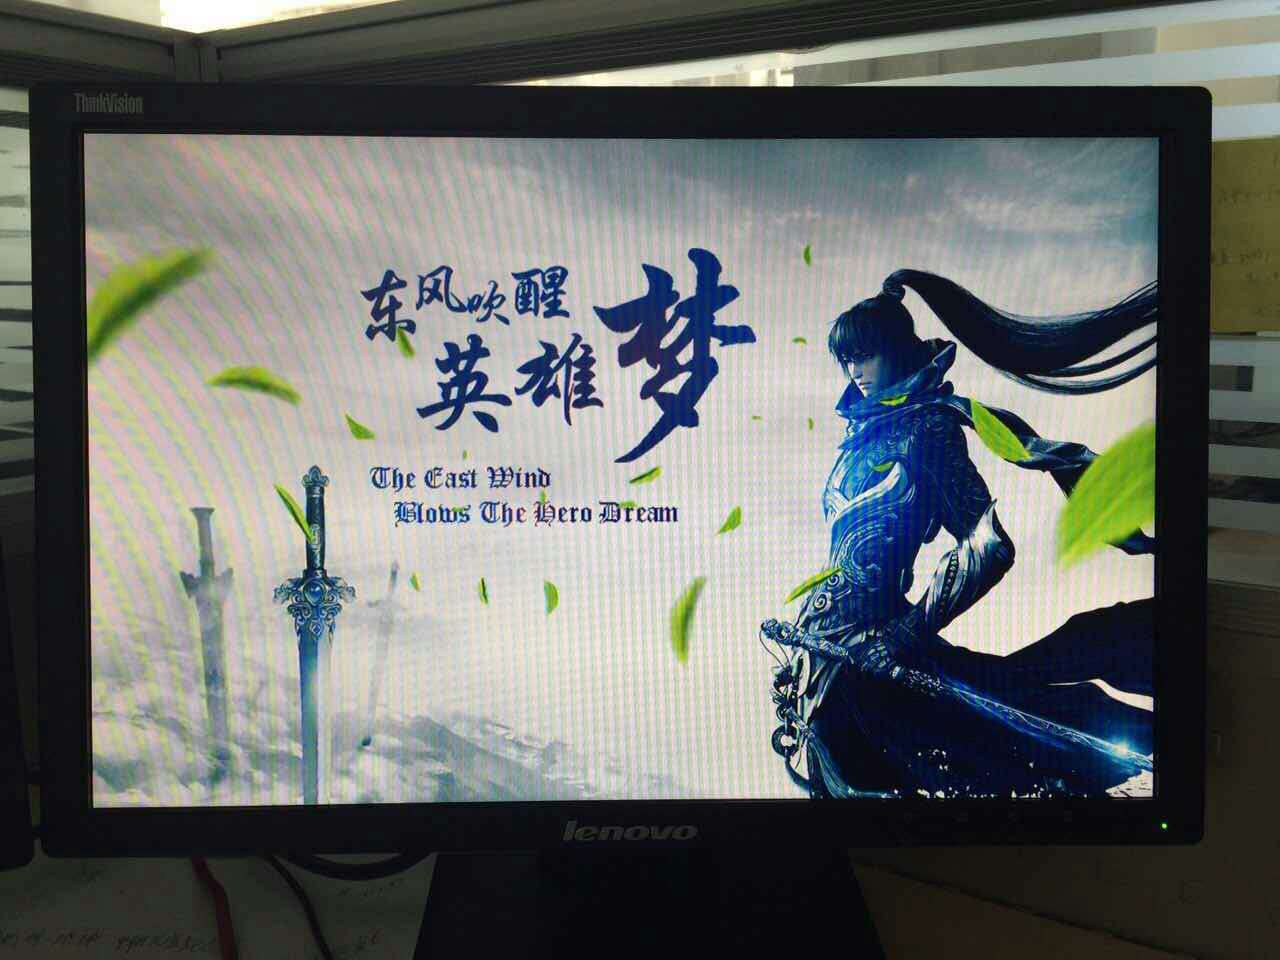 ThinkVision
东风吹醒
英雄梦
The East Wind
Blows The Hero Dream
lenovo